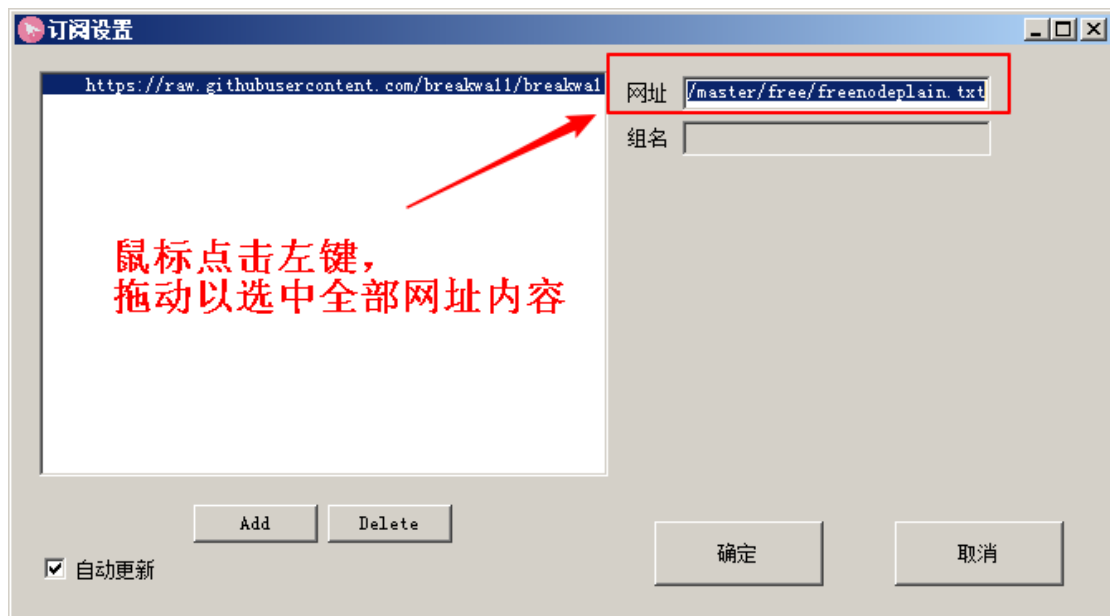 订阅设置
https://raw.githubusercontent.com/breakwall/breakwal
网址 /master/free/freenodeplain.txt
组名
鼠标点击左键，
拖动以选中全部网址内容
Add Delete
确定 取消
自动更新